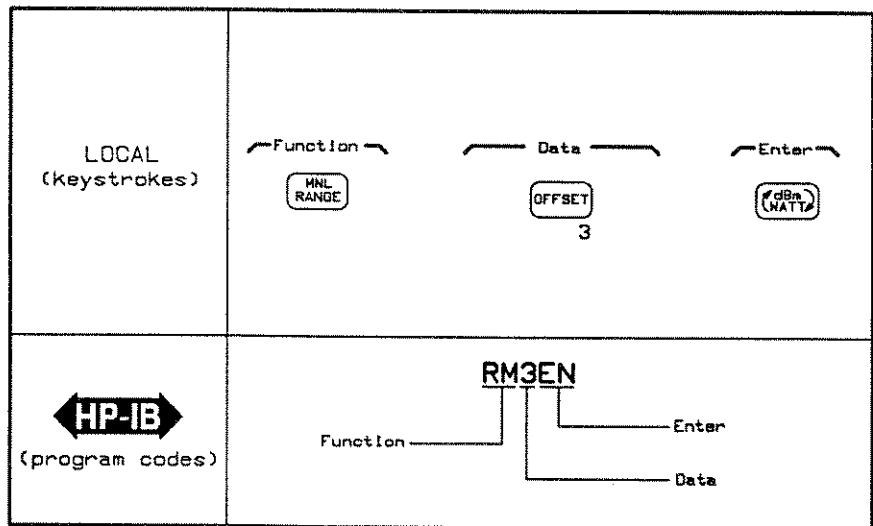 LOCAL
(keystrokes)
Function
Data
Enter
MNL
RANGE
OFFSET
3
dBm
WATT
HP-IB
(program codes)
RM3EN
Function
Enter
Data